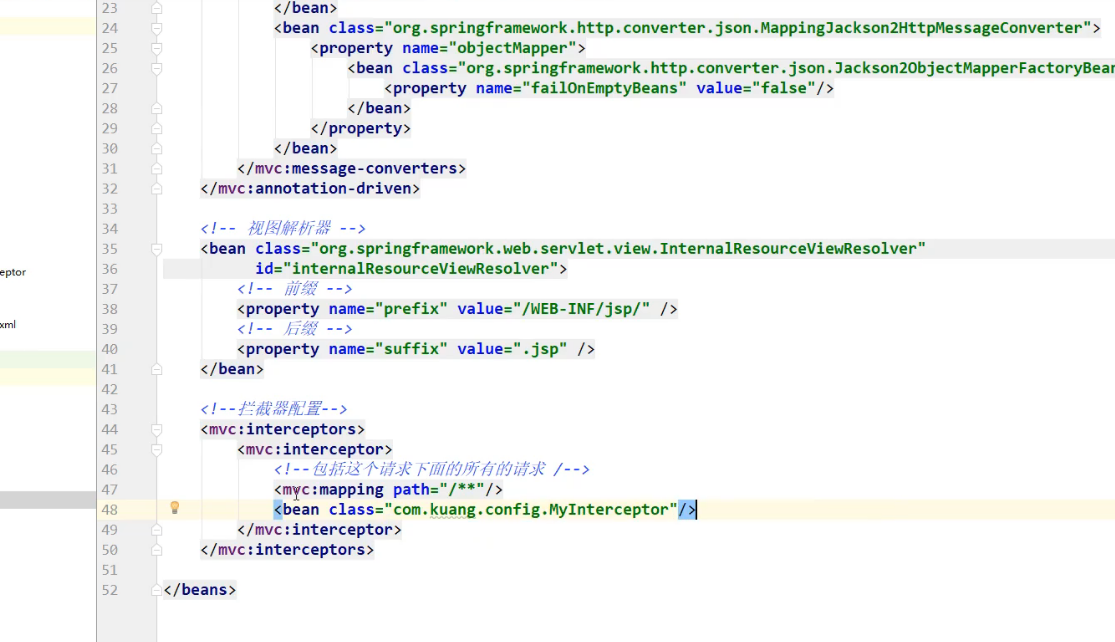 23 </bean>
24 <bean class="org.springframework.http.converter.json.MappingJackson2HttpMessageConverter">
25 <property name="objectMapper">
26 <bean class="org.springframework.http.converter.json.Jackson2ObjectMapperFactoryBean
27 <property name="failOnEmptyBeans" value="false"/>
28 </bean>
29 </property>
30 </bean>
31 </mvc:message-converters>
32 </mvc:annotation-driven>
33
34 <!-- 视图解析器 -->
35 <bean class="org.springframework.web.servlet.view.InternalResourceViewResolver"
eptor
36 id="internalResourceViewResolver">
37 <!-- 前缀 -->
38 <property name="prefix" value="/WEB-INF/jsp/" />
xml
39 <!-- 后缀 -->
40 <property name="suffix" value=".jsp" />
41 </bean>
42
43 <!--拦截器配置-->
44 <mvc:interceptors>
45 <mvc:interceptor>
46 <!--包括这个请求下面的所有的请求 /-->
47 <mvc:mapping path="/**"/>
48 <bean class="com.kuang.config.MyInterceptor"/>
49 </mvc:interceptor>
50 </mvc:interceptors>
51
52 </beans>